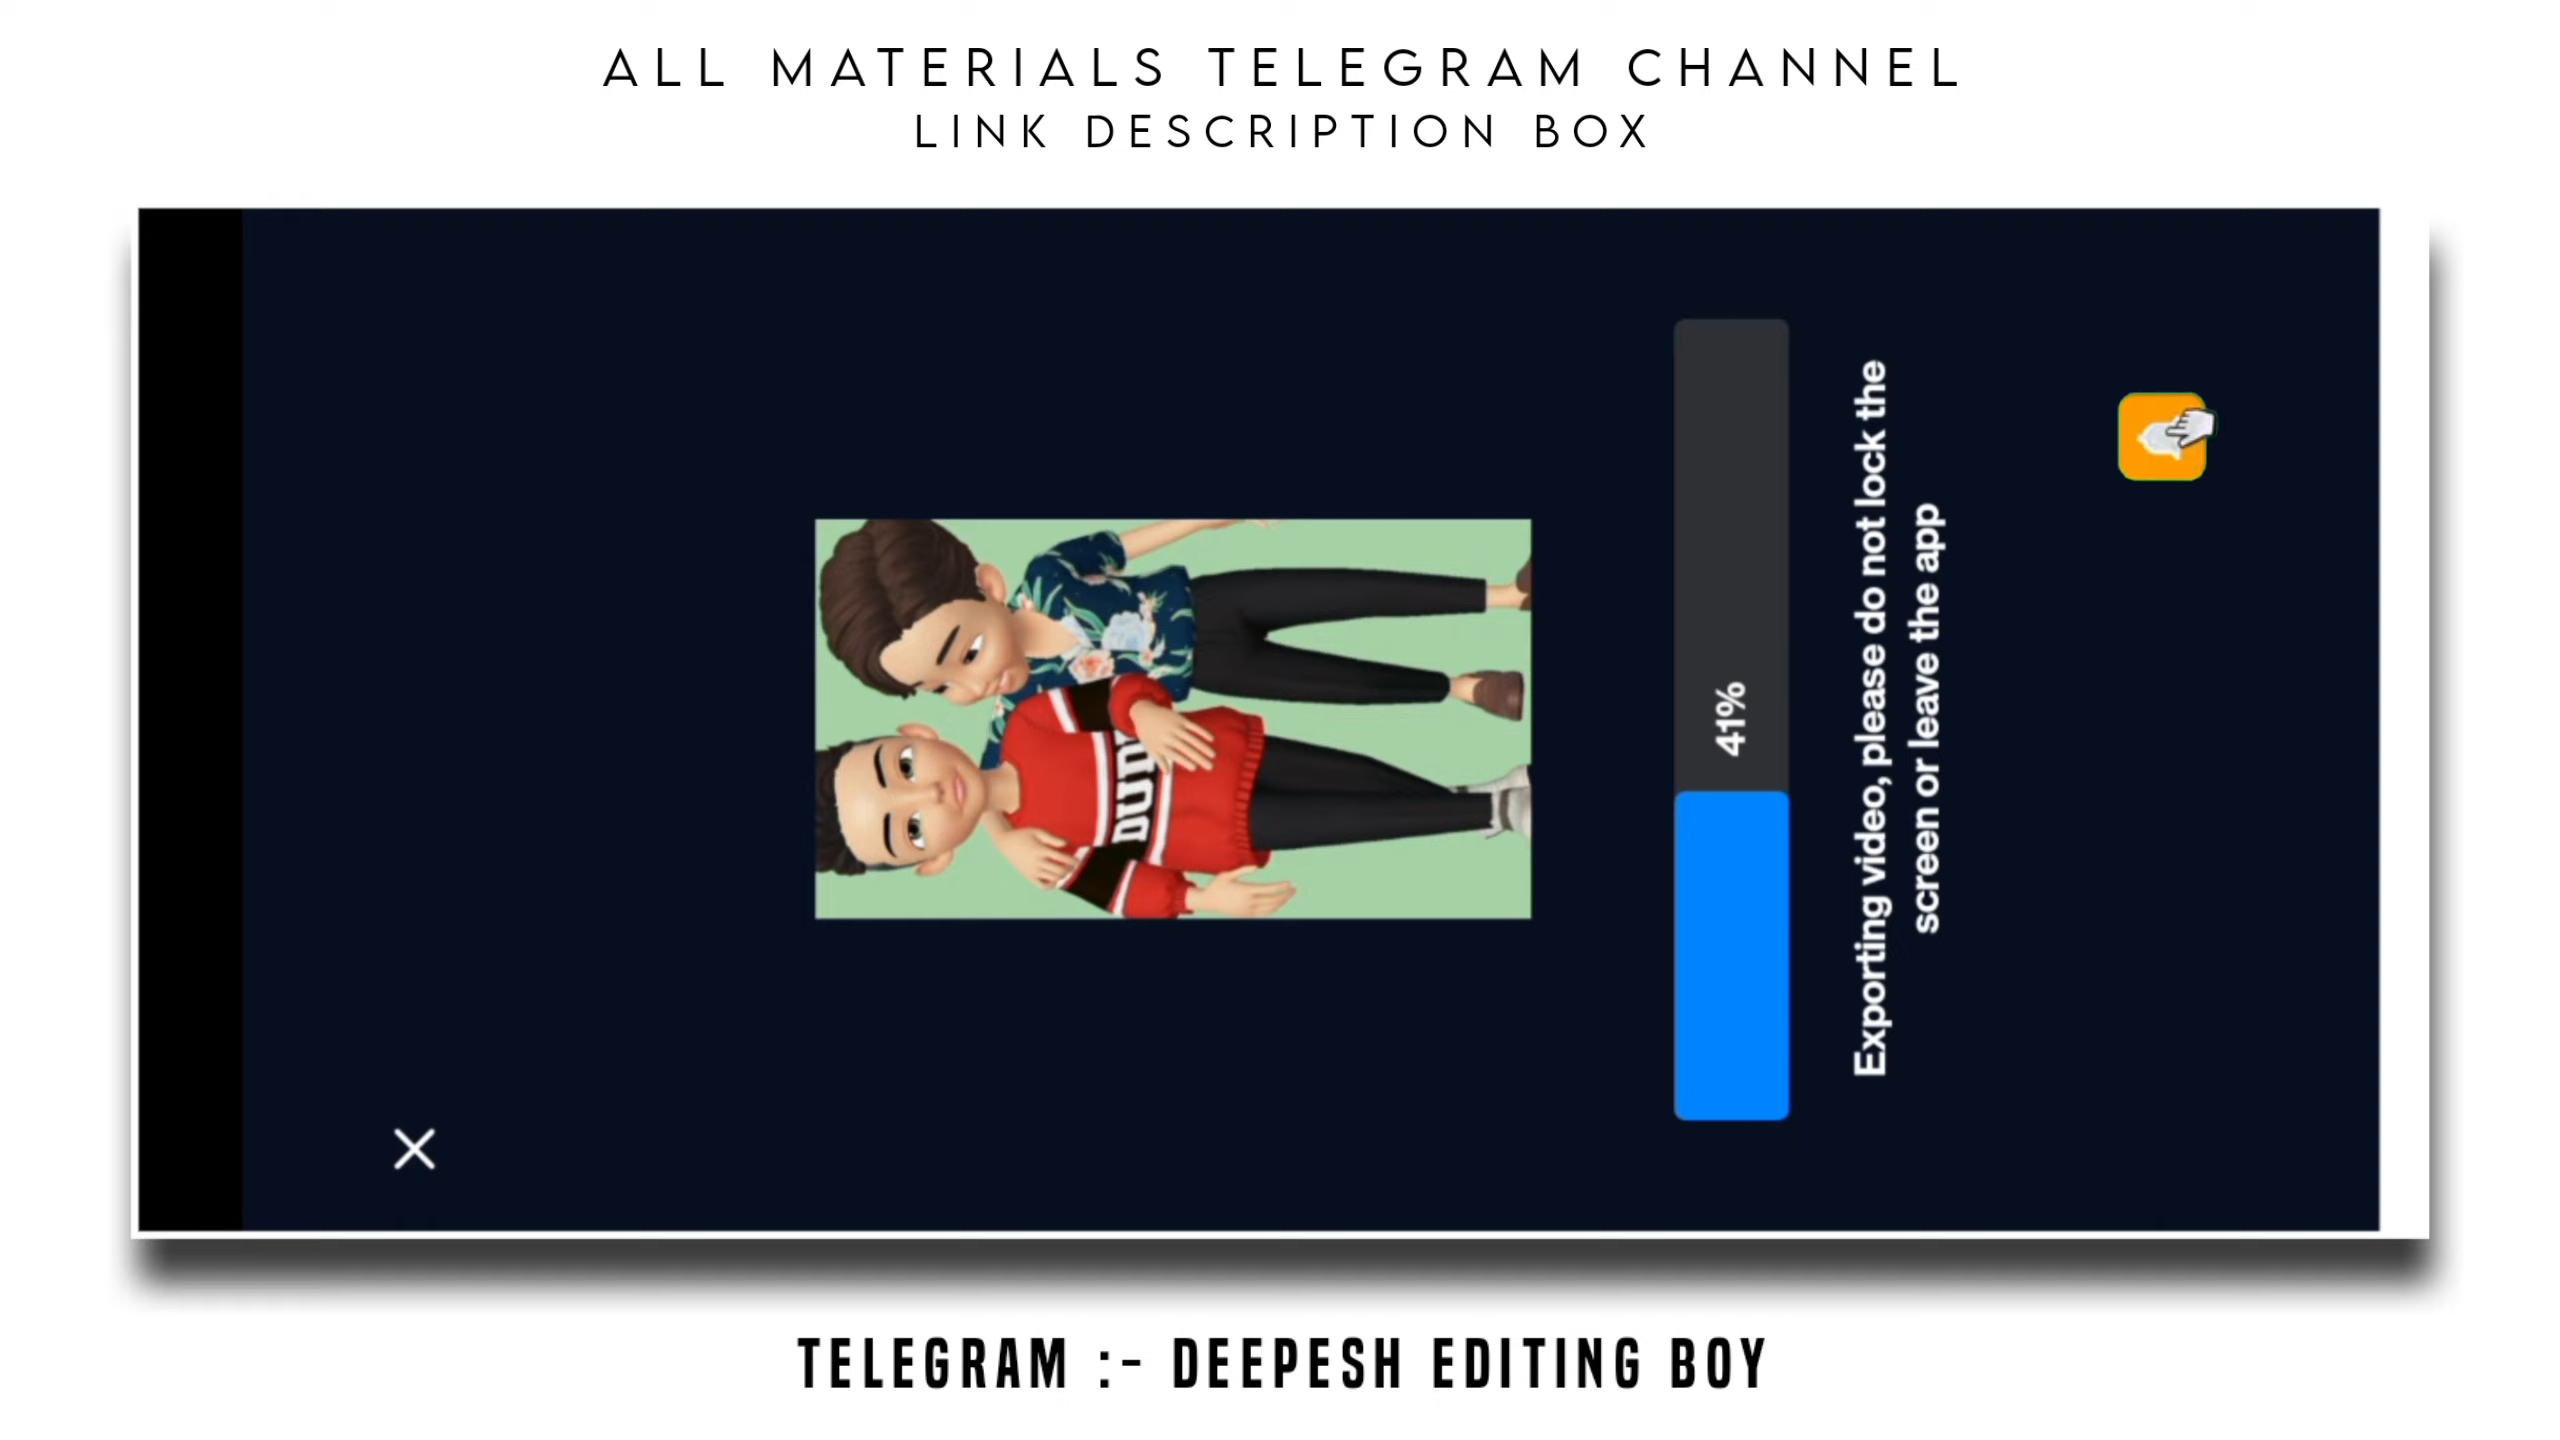 ALL MATERIALS TELEGRAM CHANNEL
LINK DESCRIPTION BOX
41%
Exporting video, please do not lock the
screen or leave the app
TELEGRAM :- DEEPESH EDITING BOY